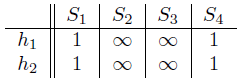 S₁ S₂ S₃ S₄
h₁ 1 ∞ ∞ 1
h₂ 1 ∞ ∞ 1